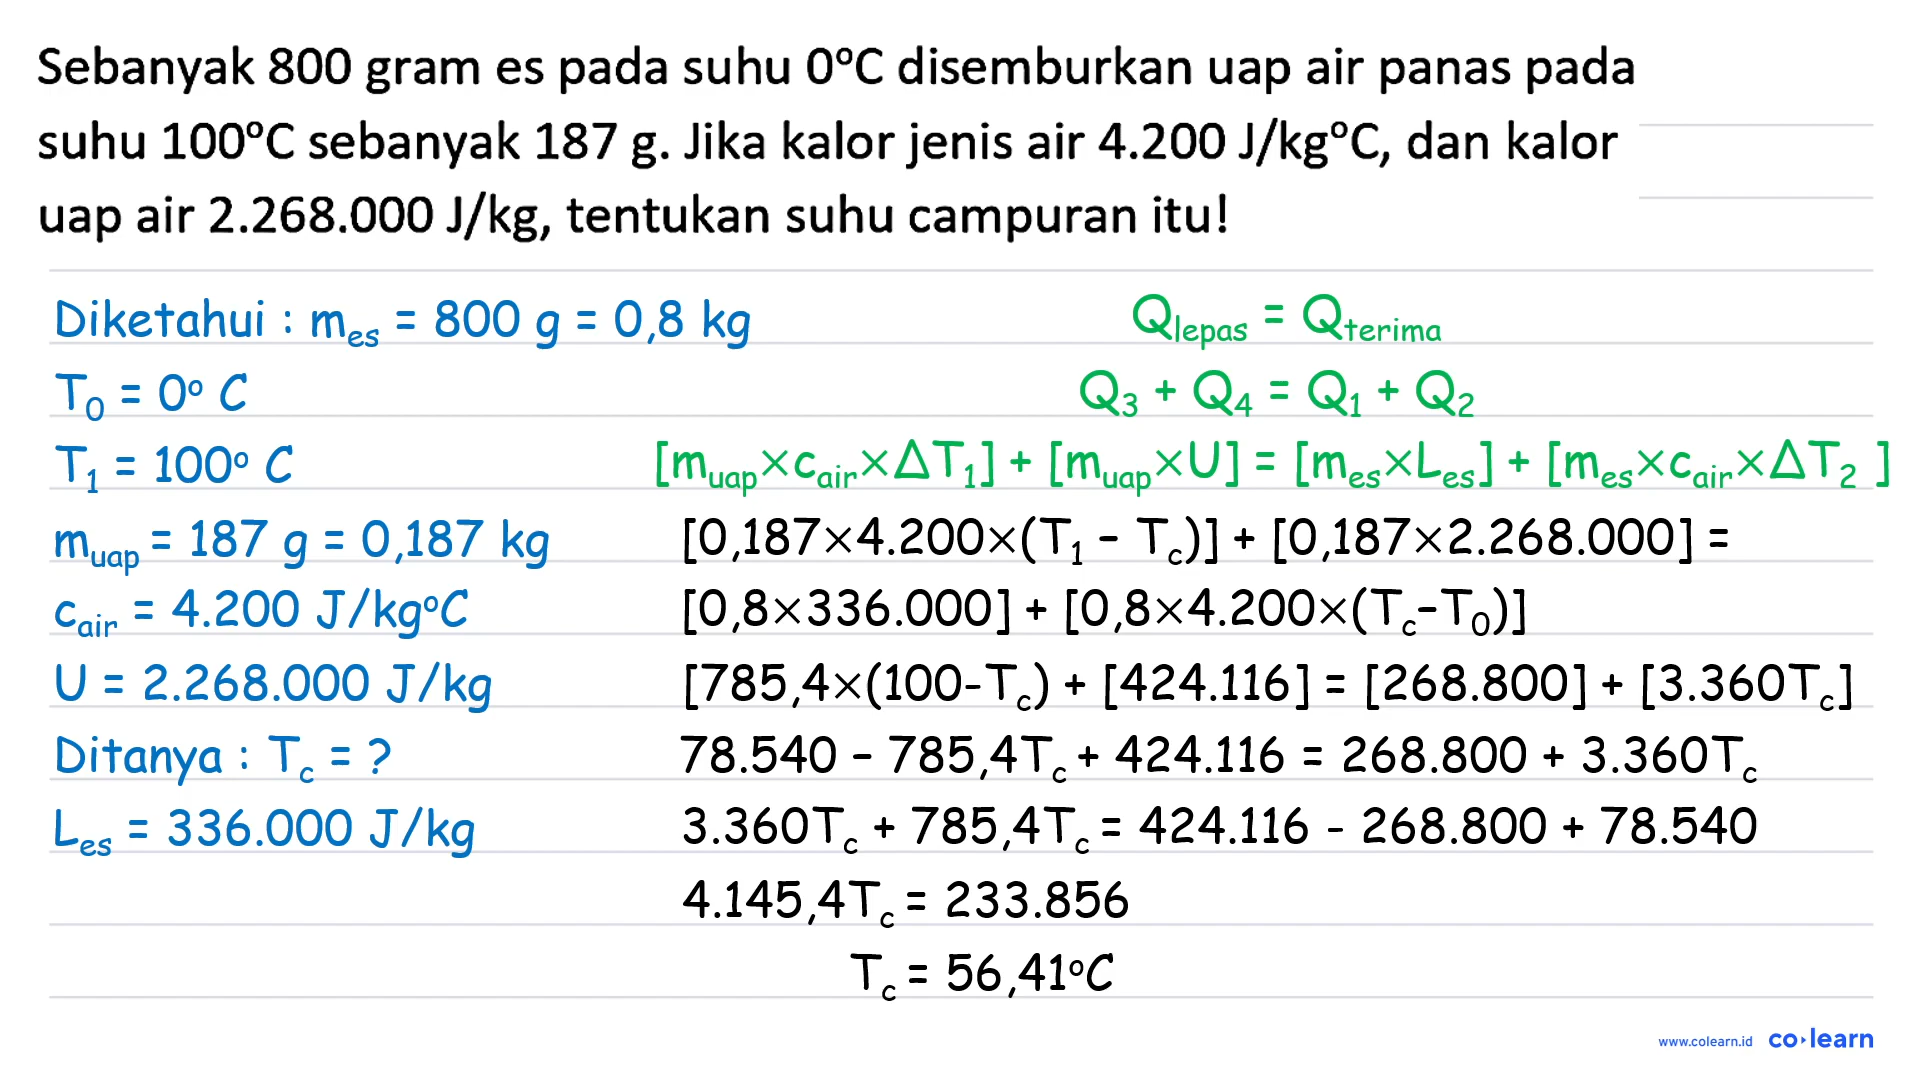 Sebanyak 800 gram es pada suhu 0°C disemburkan uap air panas pada
suhu 100°C sebanyak 187 g. Jika kalor jenis air 4.200 J/kg°C, dan kalor
uap air 2.268.000 J/kg, tentukan suhu campuran itu!
Diketahui : m_es = 800 g = 0,8 kg
T_0 = 0° C
T_1 = 100° C
m_uap = 187 g = 0,187 kg
c_air = 4.200 J/kg°C
U = 2.268.000 J/kg
Ditanya : T_c = ?
L_es = 336.000 J/kg
Q_lepas = Q_terima
Q_3 + Q_4 = Q_1 + Q_2
[m_uap×c_air×ΔT_1] + [m_uap×U] = [m_es×L_es] + [m_es×c_air×ΔT_2 ]
[0,187×4.200×(T_1 – T_c)] + [0,187×2.268.000] =
[0,8×336.000] + [0,8×4.200×(T_c–T_0)]
[785,4×(100-T_c) + [424.116] = [268.800] + [3.360T_c]
78.540 – 785,4T_c + 424.116 = 268.800 + 3.360T_c
3.360T_c + 785,4T_c = 424.116 - 268.800 + 78.540
4.145,4T_c = 233.856
T_c = 56,41°C
www.colearn.id co·learn